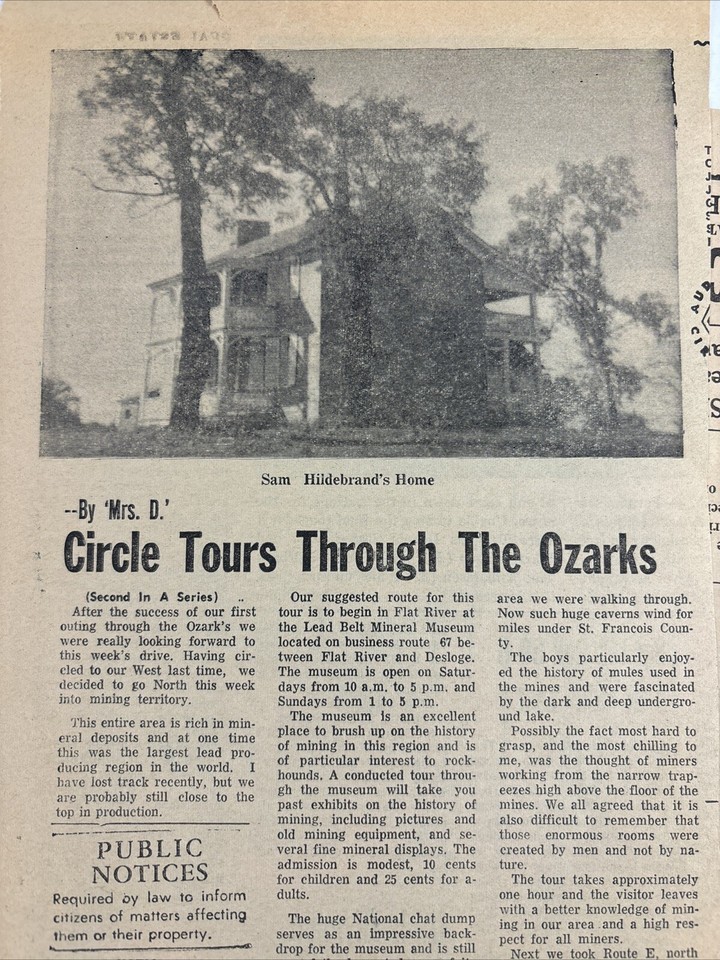 Sam Hildebrand's Home
--By 'Mrs. D.'
Circle Tours Through The Ozarks
(Second In A Series) ..
After the success of our first
outing through the Ozark's we
were really looking forward to
this week's drive. Having cir-
cled to our West last time, we
decided to go North this week
into mining territory.
This entire area is rich in min-
eral deposits and at one time
this was the largest lead pro-
ducing region in the world. I
have lost track recently, but we
are probably still close to the
top in production.
PUBLIC
NOTICES
Required by law to inform
citizens of matters affecting
them or their property.
Our suggested route for this
tour is to begin in Flat River at
the Lead Belt Mineral Museum
located on business route 67 be-
tween Flat River and Desloge.
The museum is open on Satur-
days from 10 a.m. to 5 p.m. and
Sundays from 1 to 5 p.m.
The museum is an excellent
place to brush up on the history
of mining in this region and is
of particular interest to rock-
hounds. A conducted tour throu-
gh the museum will take you
past exhibits on the history of
mining, including pictures and
old mining equipment, and se-
veral fine mineral displays. The
admission is modest, 10 cents
for children and 25 cents for a-
dults.
The huge National chat dump
serves as an impressive back-
drop for the museum and is still
area we were walking through.
Now such huge caverns wind for
miles under St. Francois Coun-
ty.
The boys particularly enjoy-
ed the history of mules used in
the mines and were fascinated
by the dark and deep undergro-
und lake.
Possibly the fact most hard to
grasp, and the most chilling to
me, was the thought of miners
working from the narrow trap-
ezes high above the floor of the
mines. We all agreed that it is
also difficult to remember that
those enormous rooms were
created by men and not by na-
ture.
The tour takes approximately
one hour and the visitor leaves
with a better knowledge of min-
ing in our area and a high res-
pect for all miners.
Next we took Route E, north